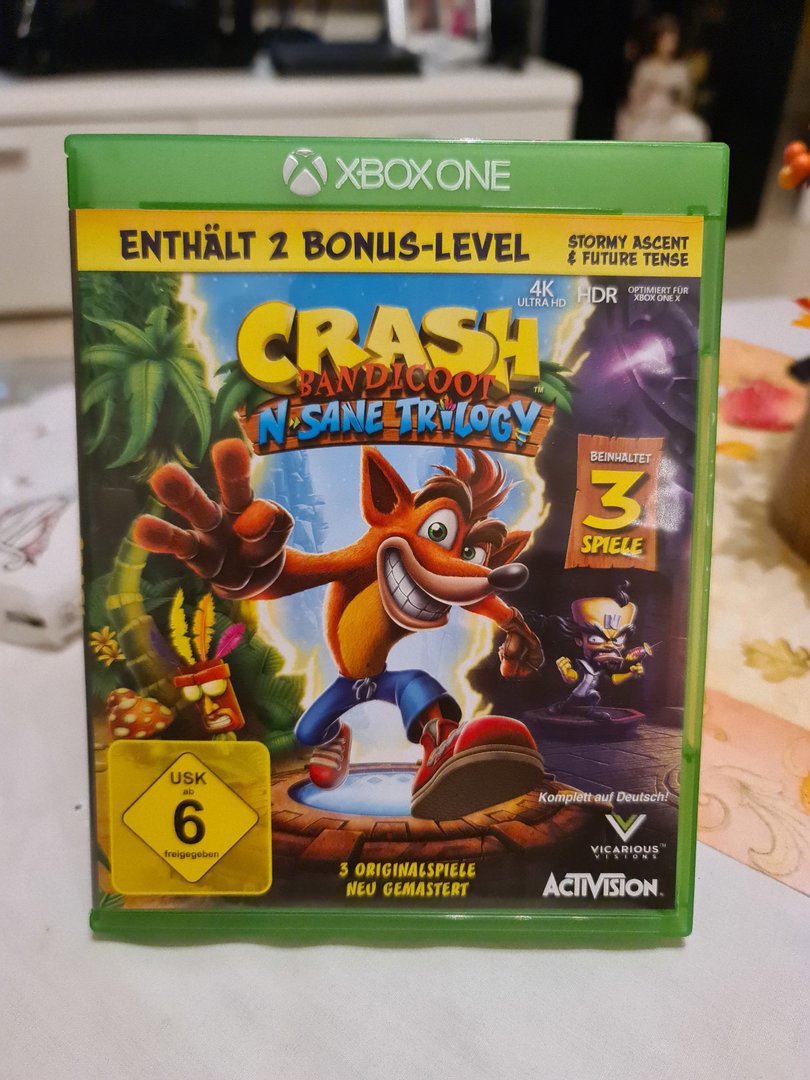 XBOX ONE
ENTHÄLT 2 BONUS-LEVEL
STORMY ASCENT
& FUTURE TENSE
4K
ULTRA HD
HDR
OPTIMIERT FÜR
XBOX ONE X
CRASH
BANDICOOT
TM
N•SANE TRILOGY
BEINHALTET
3
SPIELE
N
USK
ab
6
freigegeben
Komplett auf Deutsch!
VICARIOUS
VISIONS
TM
3 ORIGINALSPIELE
NEU GEMASTERT
ACTIVISION